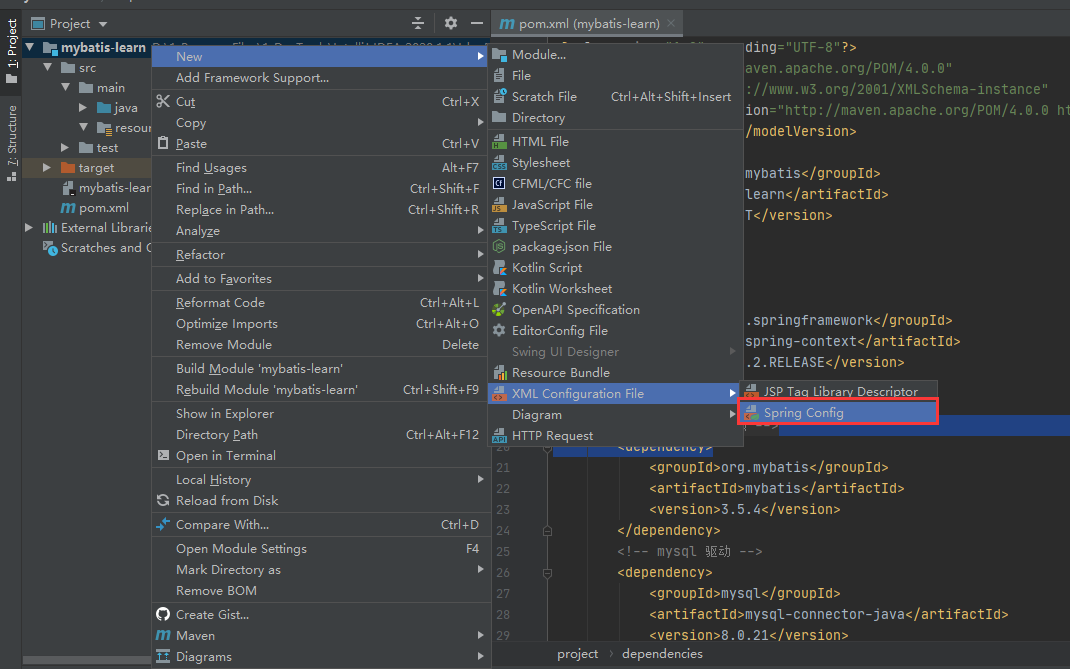 Project
pom.xml (mybatis-learn)
1: Project
7: Structure
mybatis-learn
src
main
java
resour
test
target
mybatis-lear
pom.xml
External Librarie
Scratches and C
New
Add Framework Support...
Cut Ctrl+X
Copy
Paste Ctrl+V
Find Usages Alt+F7
Find in Path... Ctrl+Shift+F
Replace in Path... Ctrl+Shift+R
Analyze
Refactor
Add to Favorites
Reformat Code Ctrl+Alt+L
Optimize Imports Ctrl+Alt+O
Remove Module Delete
Build Module 'mybatis-learn'
Rebuild Module 'mybatis-learn' Ctrl+Shift+F9
Show in Explorer
Directory Path Ctrl+Alt+F12
Open in Terminal
Local History
Reload from Disk
Compare With... Ctrl+D
Open Module Settings F4
Mark Directory as
Remove BOM
Create Gist...
Maven
Diagrams
Module...
File
Scratch File Ctrl+Alt+Shift+Insert
Directory
HTML File
Stylesheet
CFML/CFC file
JavaScript File
TypeScript File
package.json File
Kotlin Script
Kotlin Worksheet
OpenAPI Specification
EditorConfig File
Swing UI Designer
Resource Bundle
XML Configuration File
Diagram
HTTP Request
JSP Tag Library Descriptor
Spring Config
ding="UTF-8"?>
aven.apache.org/POM/4.0.0"
://www.w3.org/2001/XMLSchema-instance"
ion="http://maven.apache.org/POM/4.0.0 ht
/modelVersion>
mybatis</groupId>
learn</artifactId>
T</version>
.springframework</groupId>
spring-context</artifactId>
.2.RELEASE</version>
20 <dependency>
21 <groupId>org.mybatis</groupId>
22 <artifactId>mybatis</artifactId>
23 <version>3.5.4</version>
24 </dependency>
25 <!-- mysql 驱动 -->
26 <dependency>
27 <groupId>mysql</groupId>
28 <artifactId>mysql-connector-java</artifactId>
29 <version>8.0.21</version>
project › dependencies